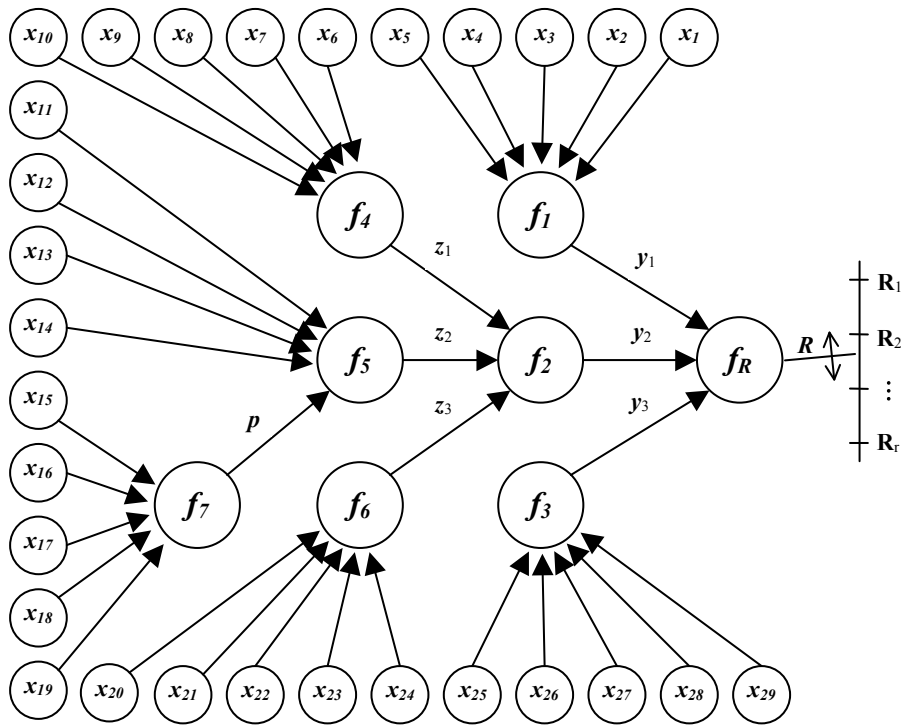 x10 x9 x8 x7 x6 x5 x4 x3 x2 x1
x11
x12
f4 f1
x13
z1 y1
R1
x14
z2 y2 R R2
f5 f2 fR
⋮
x15
p z3 y3
Rr
x16
f7 f6 f3
x17
x18
x19 x20 x21 x22 x23 x24 x25 x26 x27 x28 x29